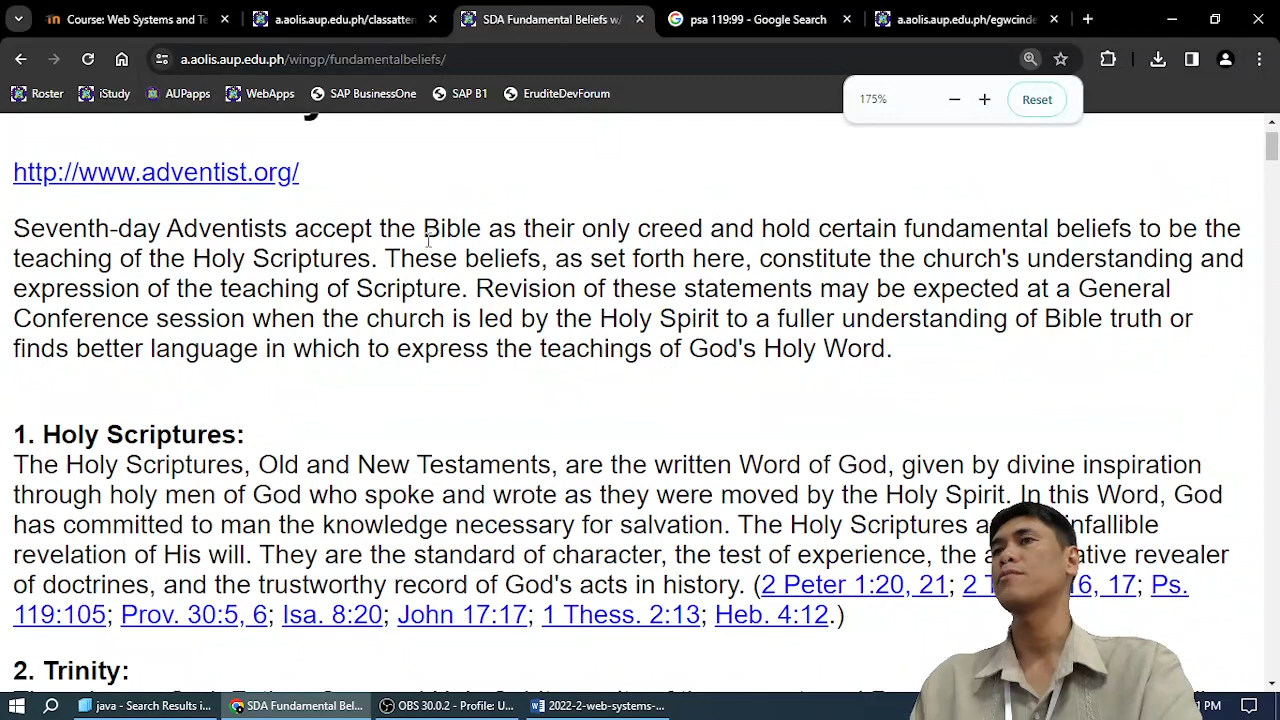 Course: Web Systems and Te
a.aolis.aup.edu.ph/classatten
SDA Fundamental Beliefs w/
psa 119:99 - Google Search
a.aolis.aup.edu.ph/egwcinde
a.aolis.aup.edu.ph/wingp/fundamentalbeliefs/
Roster iStudy AUPapps WebApps SAP BusinessOne SAP B1 EruditeDevForum
175% Reset
http://www.adventist.org/
Seventh-day Adventists accept the Bible as their only creed and hold certain fundamental beliefs to be the
teaching of the Holy Scriptures. These beliefs, as set forth here, constitute the church's understanding and
expression of the teaching of Scripture. Revision of these statements may be expected at a General
Conference session when the church is led by the Holy Spirit to a fuller understanding of Bible truth or
finds better language in which to express the teachings of God's Holy Word.
1. Holy Scriptures:
The Holy Scriptures, Old and New Testaments, are the written Word of God, given by divine inspiration
through holy men of God who spoke and wrote as they were moved by the Holy Spirit. In this Word, God
has committed to man the knowledge necessary for salvation. The Holy Scriptures infallible
revelation of His will. They are the standard of character, the test of experience, the revealer
of doctrines, and the trustworthy record of God's acts in history. (2 Peter 1:20, 21; 2 16, 17; Ps.
119:105; Prov. 30:5, 6; Isa. 8:20; John 17:17; 1 Thess. 2:13; Heb. 4:12.)
2. Trinity:
java - Search Results i... SDA Fundamental Bel... OBS 30.0.2 - Profile: U... 2022-2-web-systems-... PM